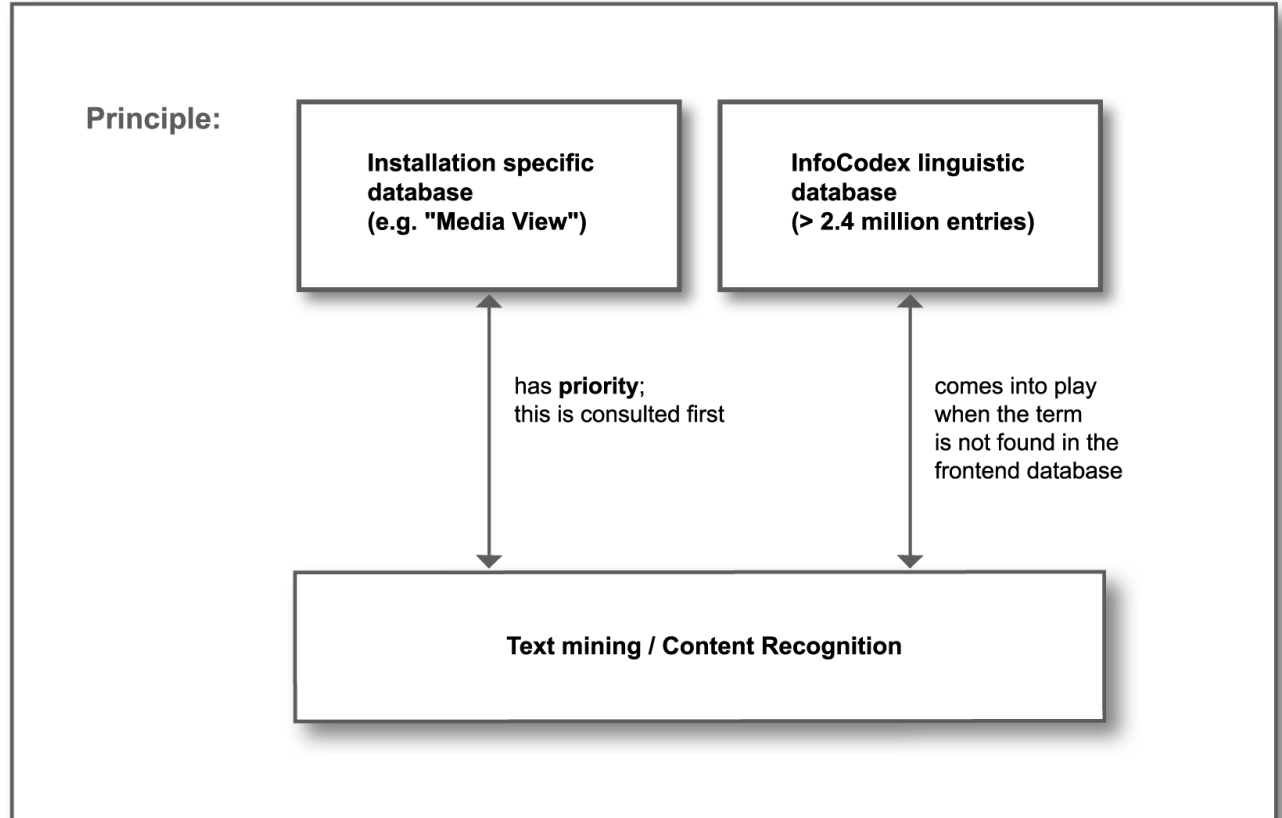 Principle:
Installation specific
database
(e.g. "Media View")
InfoCodex linguistic
database
(> 2.4 million entries)
has priority;
this is consulted first
comes into play
when the term
is not found in the
frontend database
Text mining / Content Recognition